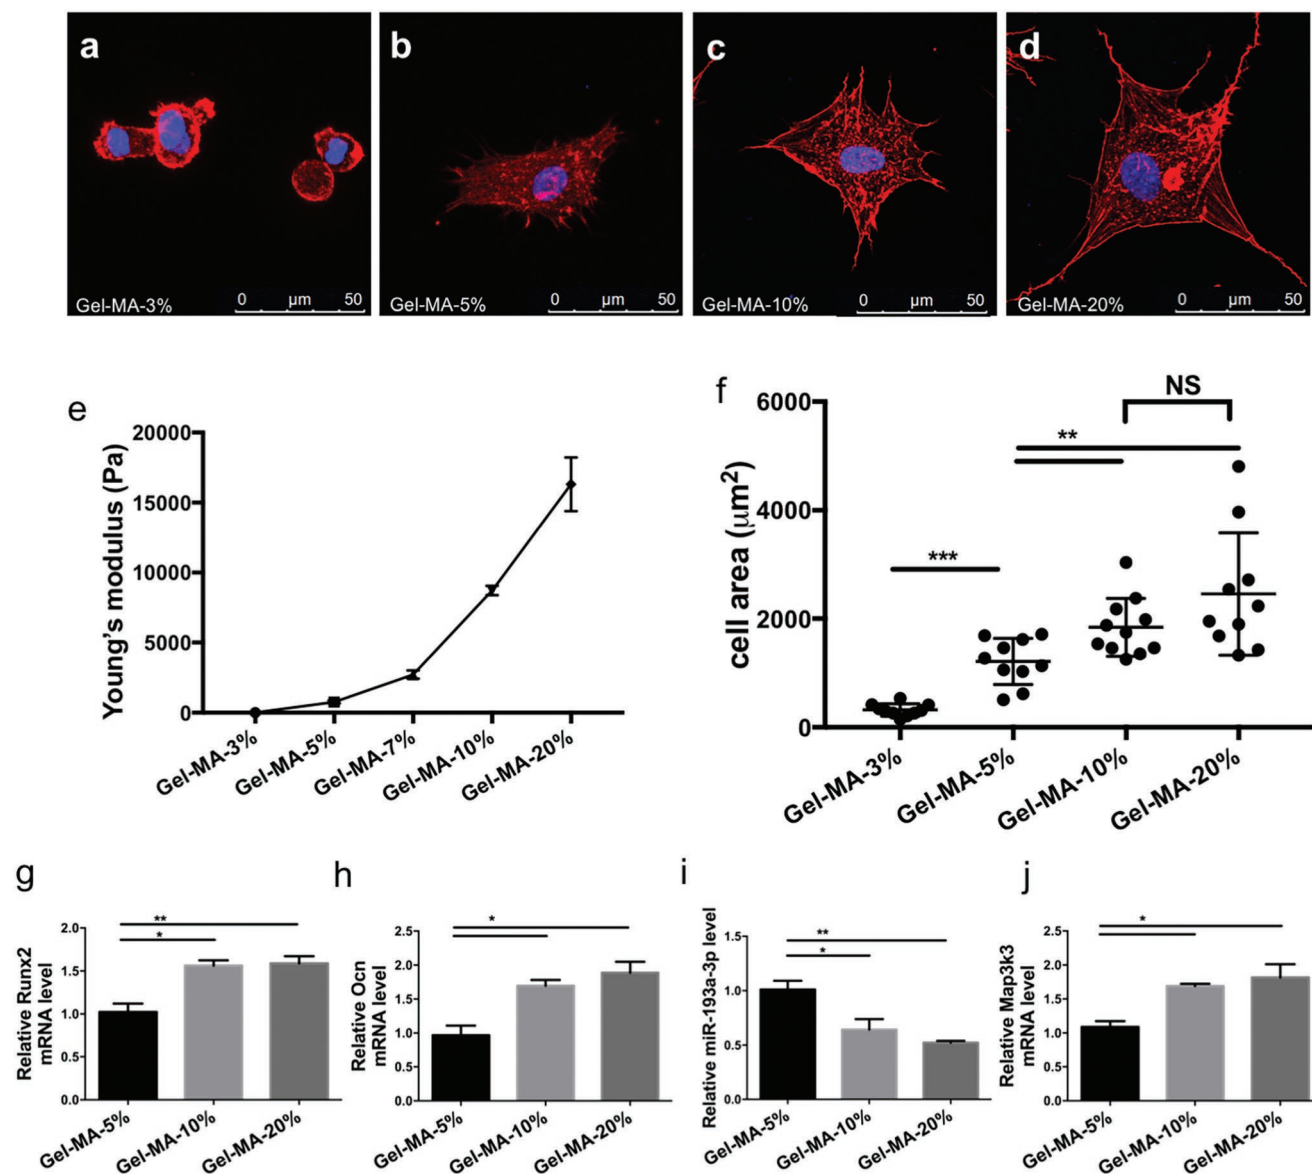 a
b
c
d
Gel-MA-3%
0 μm 50
Gel-MA-5%
0 μm 50
Gel-MA-10%
0 μm 50
Gel-MA-20%
0 μm 50
e
Young's modulus (Pa)
20000
15000
10000
5000
0
Gel-MA-3%
Gel-MA-5%
Gel-MA-7%
Gel-MA-10%
Gel-MA-20%
f
cell area (μm²)
6000
4000
2000
0
NS
**
***
Gel-MA-3%
Gel-MA-5%
Gel-MA-10%
Gel-MA-20%
g
Relative Runx2
mRNA level
2.0
1.5
1.0
0.5
0.0
**
*
Gel-MA-5%
Gel-MA-10%
Gel-MA-20%
h
Relative Ocn
mRNA level
2.5
2.0
1.5
1.0
0.5
0.0
*
Gel-MA-5%
Gel-MA-10%
Gel-MA-20%
i
Relative miR-193a-3p level
1.5
1.0
0.5
0.0
**
*
Gel-MA-5%
Gel-MA-10%
Gel-MA-20%
j
Relative Map3k3
mRNA level
2.5
2.0
1.5
1.0
0.5
0.0
*
Gel-MA-5%
Gel-MA-10%
Gel-MA-20%